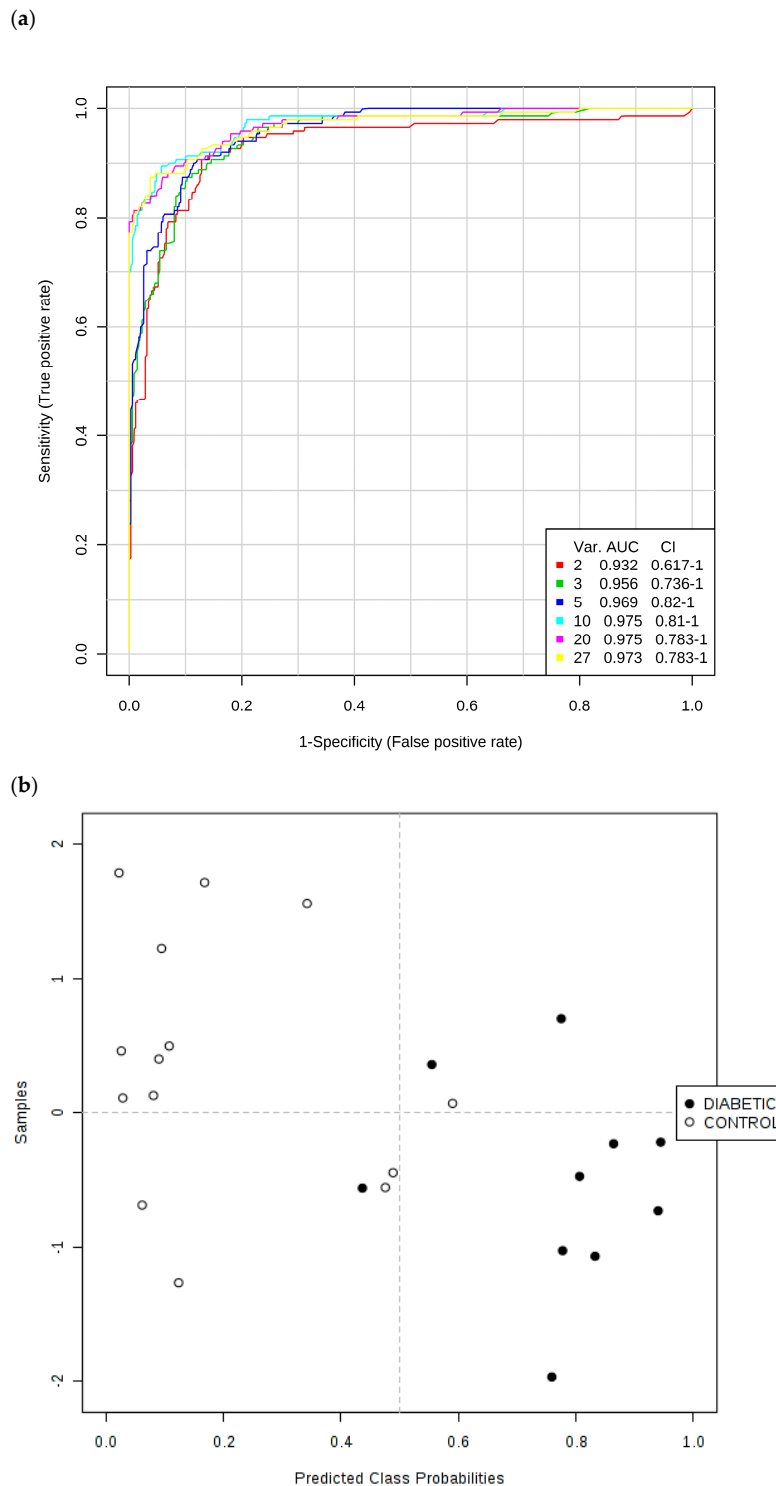 (a)
1.0
0.8
0.6
0.4
0.2
0.0
Sensitivity (True positive rate)
Var. AUC CI
2 0.932 0.617-1
3 0.956 0.736-1
5 0.969 0.82-1
10 0.975 0.81-1
20 0.975 0.783-1
27 0.973 0.783-1
0.0 0.2 0.4 0.6 0.8 1.0
1-Specificity (False positive rate)
(b)
2
1
0
-1
-2
Samples
DIABETIC
CONTROL
0.0 0.2 0.4 0.6 0.8 1.0
Predicted Class Probabilities